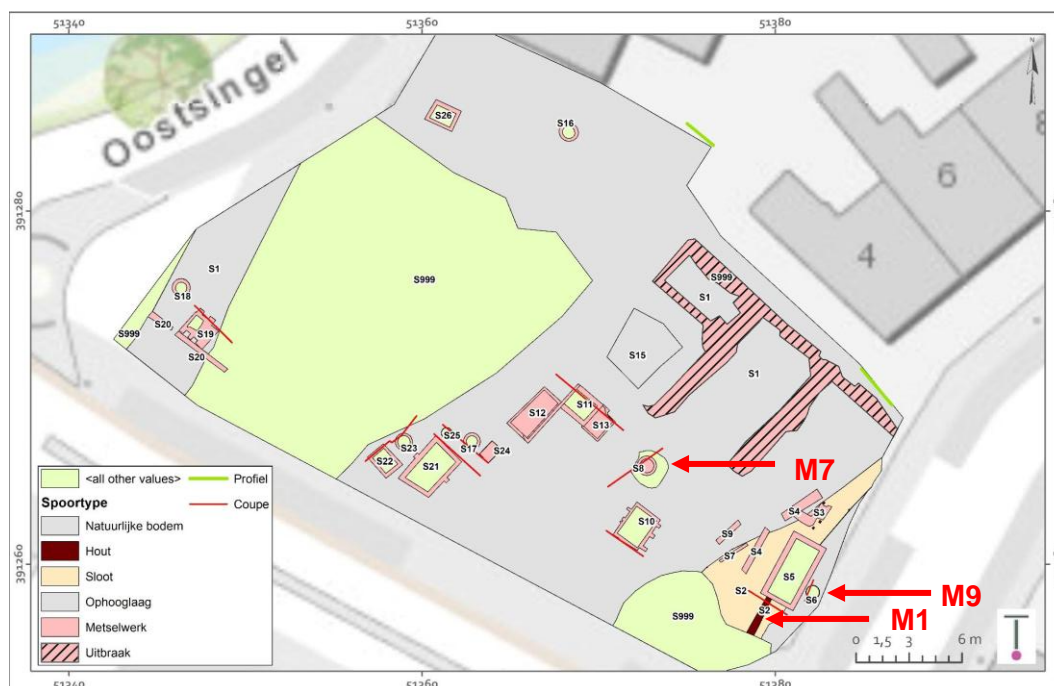 51340 51360 51380
Oostsingel
N
39128o
39126o
S26
S16
8
6
4
S1
S999
S999
S1
S18
S20
S19
S999
S20
S15
S1
S11
S12
S13
S25
S23
S17
S24
S22
S21
S8
M7
S10
S4
S3
S9
S7
S4
S5
S2
S6
M9
S2
M1
S999
<all other values>
Profiel
Spoortype
Coupe
Natuurlijke bodem
Hout
Sloot
Ophooglaag
Metselwerk
Uitbraak
0 1,5 3 6 m
51340 51360 51380